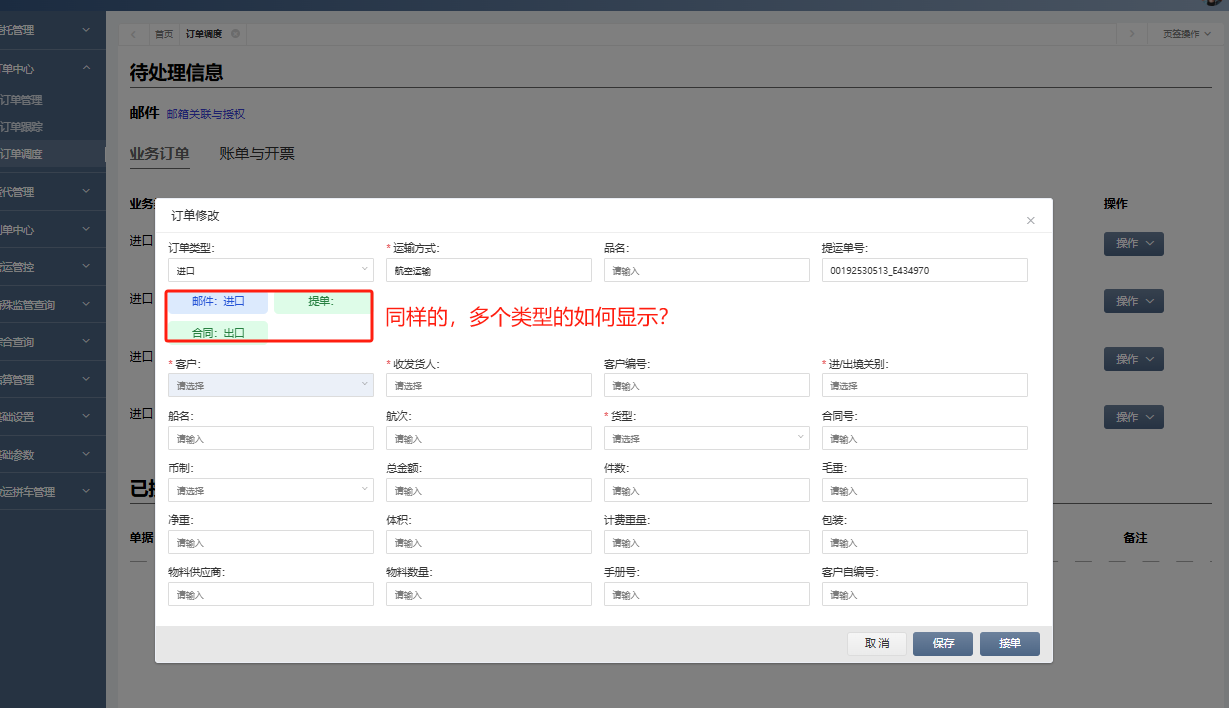 托管理
首页
订单调度
页签操作
单中心
待处理信息
订单管理
邮件 邮箱关联与授权
订单跟踪
订单调度
业务订单 账单与开票
代管理
业务
操作
订单修改
单中心
进口
操作
订单类型:
* 运输方式:
品名:
提运单号:
运管控
进口
航空运输
请输入
00192530513_E434970
进口
操作
殊监管查询
邮件: 进口
提单:
同样的，多个类型的如何显示?
合同: 出口
合查询
进口
操作
* 客户:
* 收发货人:
客户编号:
* 进/出境关别:
算管理
请选择
请选择
请输入
请选择
进口
操作
础设置
船名:
航次:
* 货型:
合同号:
请输入
请输入
请选择
请输入
础参数
币制:
总金额:
件数:
毛重:
运拼车管理
请选择
请输入
请输入
请输入
已
净重:
体积:
计费重量:
包装:
单据
备注
请输入
请输入
请输入
请输入
物料供应商:
物料数量:
手册号:
客户自编号:
请输入
请输入
请输入
请输入
取消
保存
接单